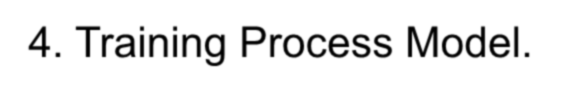 4. Training Process Model.